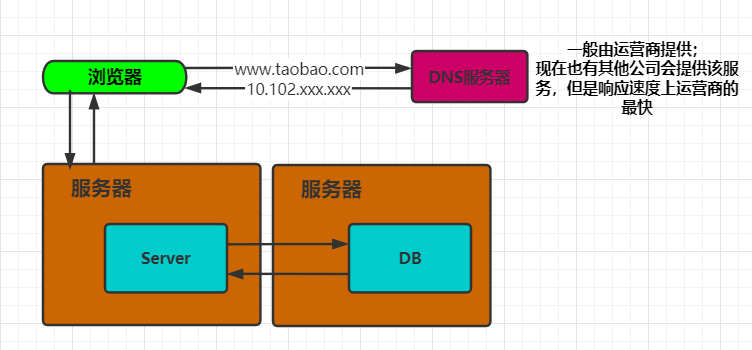 浏览器
www.taobao.com
10.102.xxx.xxx
DNS服务器
一般由运营商提供；
现在也有其他公司会提供该服
务，但是响应速度上运营商的
最快
服务器
服务器
Server
DB